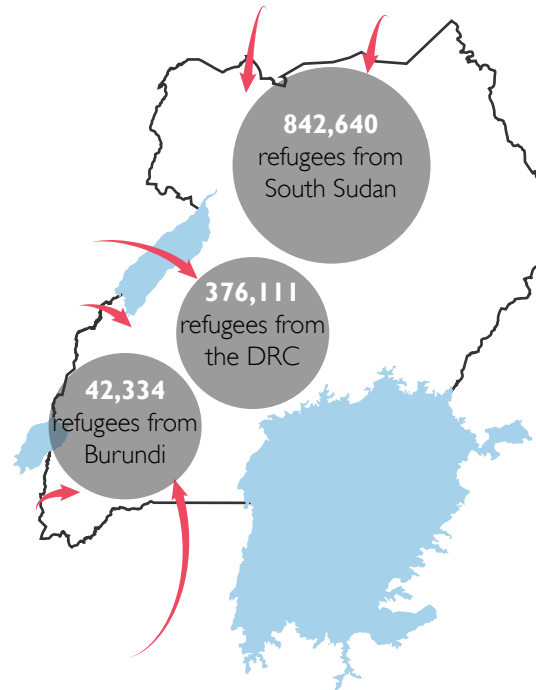 842,640
refugees from
South Sudan
376,111
refugees from
the DRC
42,334
refugees from
Burundi